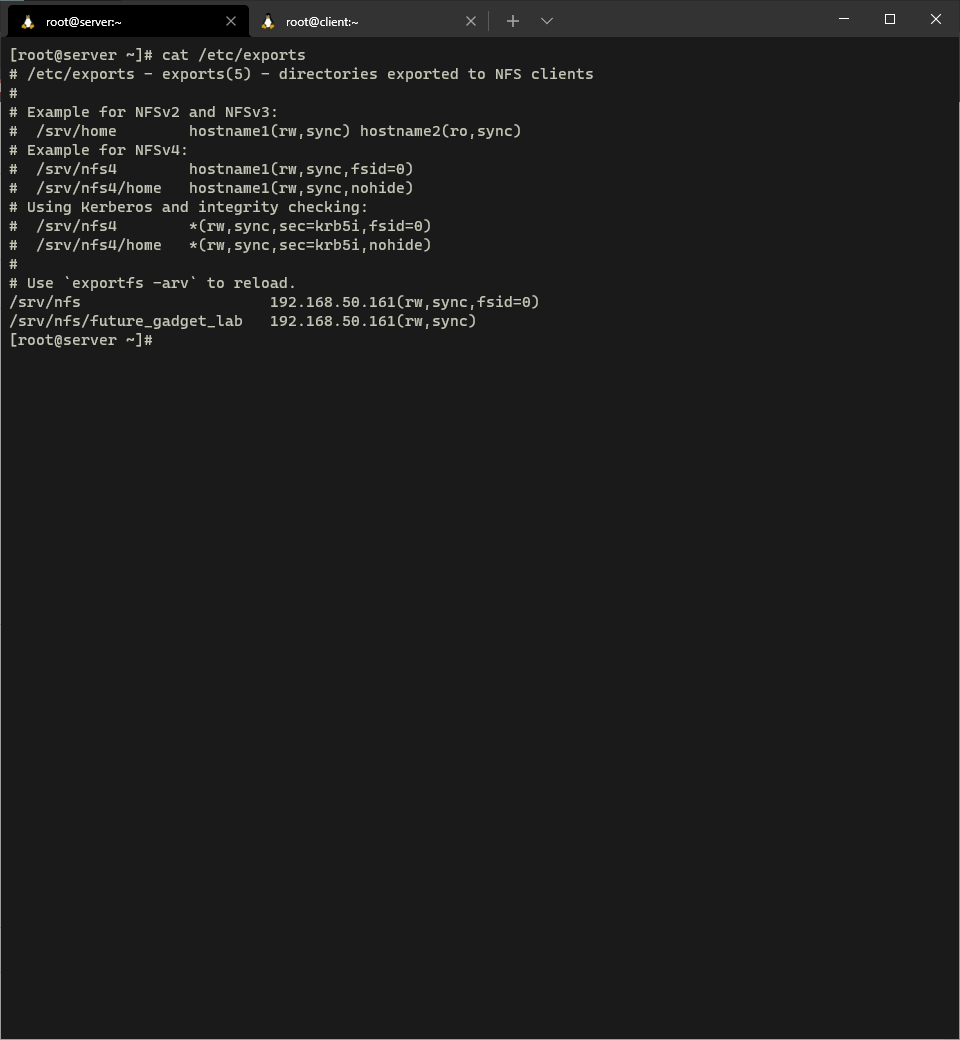 root@server:~ root@client:~
[root@server ~]# cat /etc/exports
# /etc/exports - exports(5) - directories exported to NFS clients
#
# Example for NFSv2 and NFSv3:
#  /srv/home        hostname1(rw,sync) hostname2(ro,sync)
# Example for NFSv4:
#  /srv/nfs4        hostname1(rw,sync,fsid=0)
#  /srv/nfs4/home   hostname1(rw,sync,nohide)
# Using Kerberos and integrity checking:
#  /srv/nfs4        *(rw,sync,sec=krb5i,fsid=0)
#  /srv/nfs4/home   *(rw,sync,sec=krb5i,nohide)
#
# Use `exportfs -arv` to reload.
/srv/nfs                     192.168.50.161(rw,sync,fsid=0)
/srv/nfs/future_gadget_lab   192.168.50.161(rw,sync)
[root@server ~]#